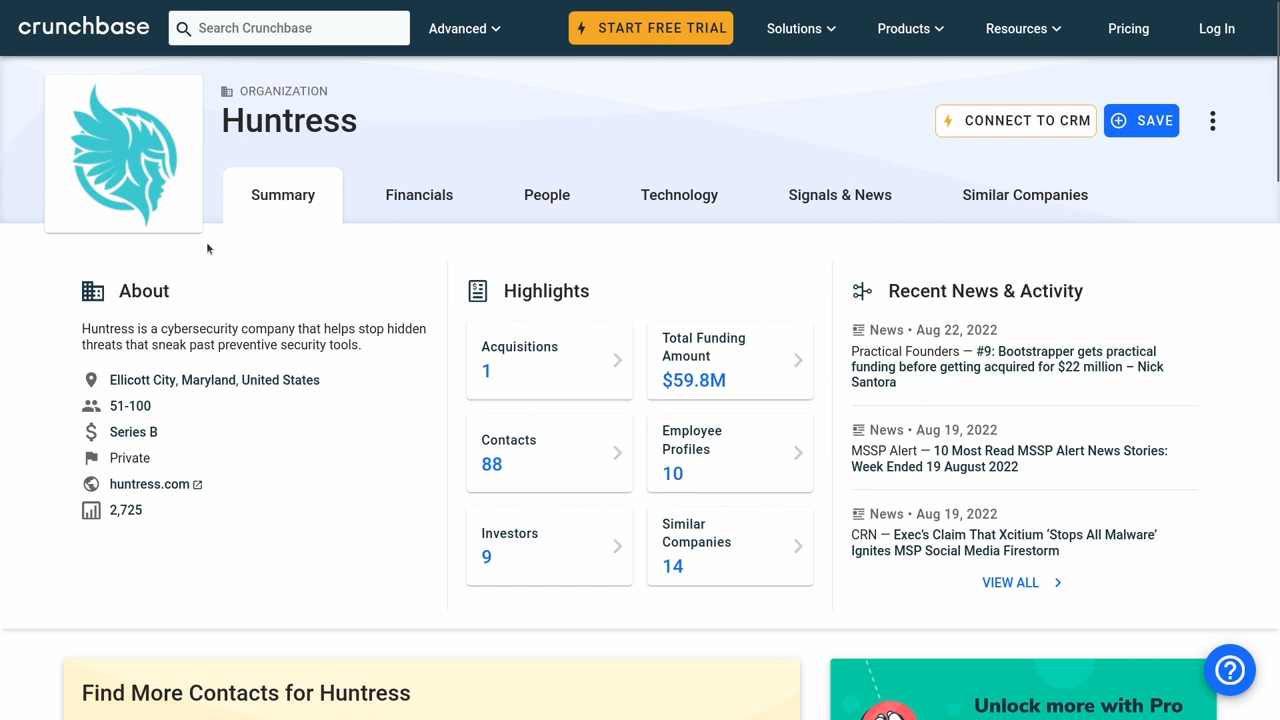 crunchbase
Search Crunchbase
Advanced
START FREE TRIAL
Solutions
Products
Resources
Pricing
Log In
ORGANIZATION
Huntress
CONNECT TO CRM
SAVE
Summary
Financials
People
Technology
Signals & News
Similar Companies
About
Huntress is a cybersecurity company that helps stop hidden
threats that sneak past preventive security tools.
Ellicott City, Maryland, United States
51-100
Series B
Private
huntress.com
2,725
Highlights
Acquisitions
1
Total Funding
Amount
$59.8M
Contacts
88
Employee
Profiles
10
Investors
9
Similar
Companies
14
Recent News & Activity
News • Aug 22, 2022
Practical Founders — #9: Bootstrapper gets practical
funding before getting acquired for $22 million – Nick
Santora
News • Aug 19, 2022
MSSP Alert — 10 Most Read MSSP Alert News Stories:
Week Ended 19 August 2022
News • Aug 19, 2022
CRN — Exec's Claim That Xcitium ‘Stops All Malware’
Ignites MSP Social Media Firestorm
VIEW ALL
Find More Contacts for Huntress
Unlock more with Pro